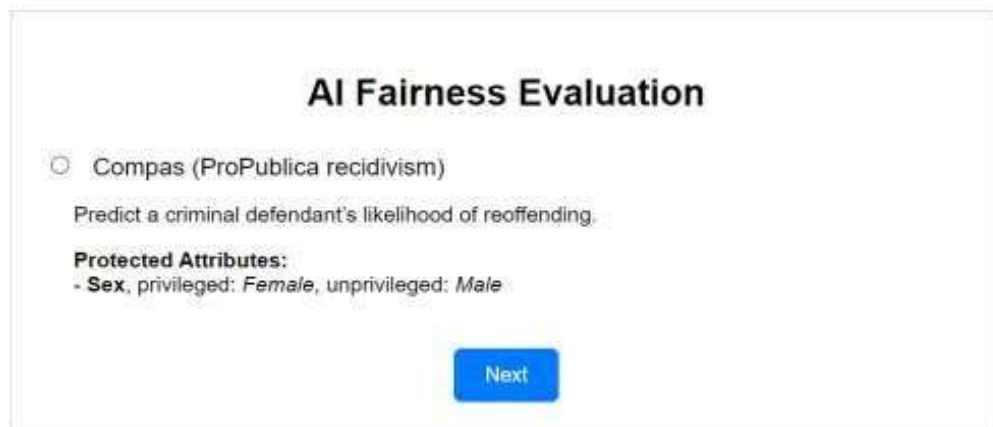 AI Fairness Evaluation
Compas (ProPublica recidivism)
Predict a criminal defendant's likelihood of reoffending.
Protected Attributes:
- Sex, privileged: Female, unprivileged: Male
Next